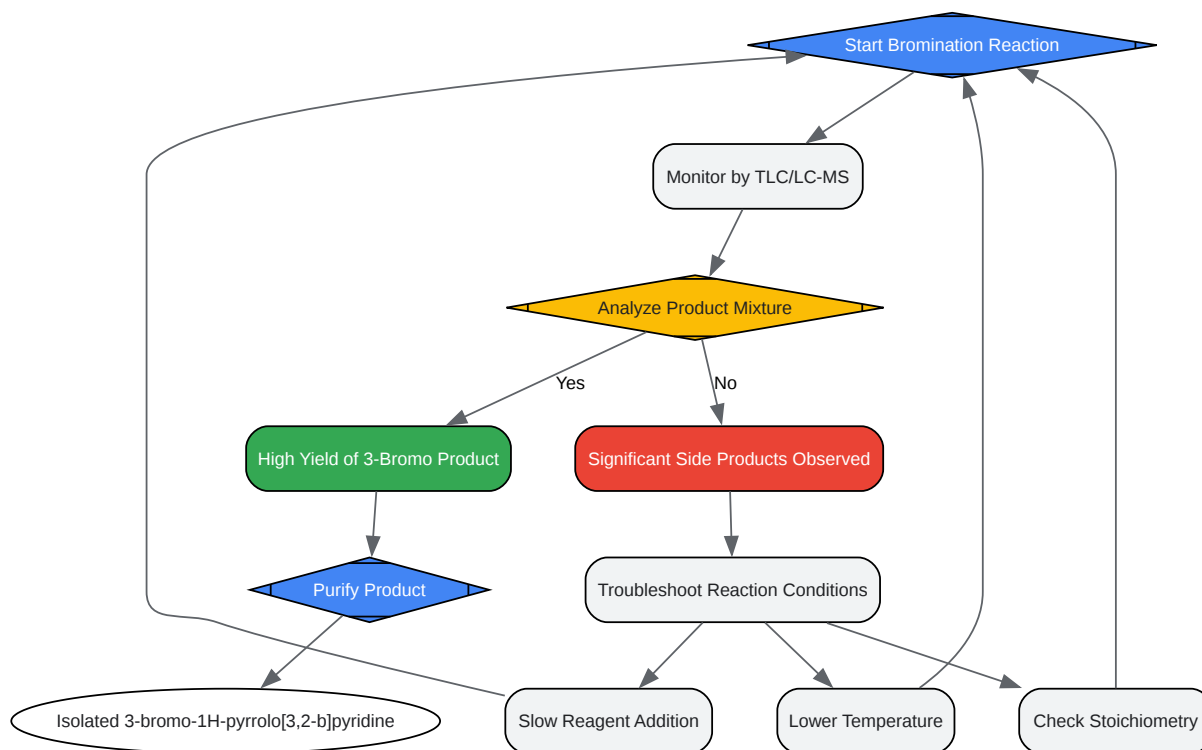 Start Bromination Reaction
Monitor by TLC/LC-MS
Analyze Product Mixture
Yes
No
High Yield of 3-Bromo Product
Significant Side Products Observed
Purify Product
Troubleshoot Reaction Conditions
Isolated 3-bromo-1H-pyrrolo[3,2-b]pyridine
Slow Reagent Addition
Lower Temperature
Check Stoichiometry